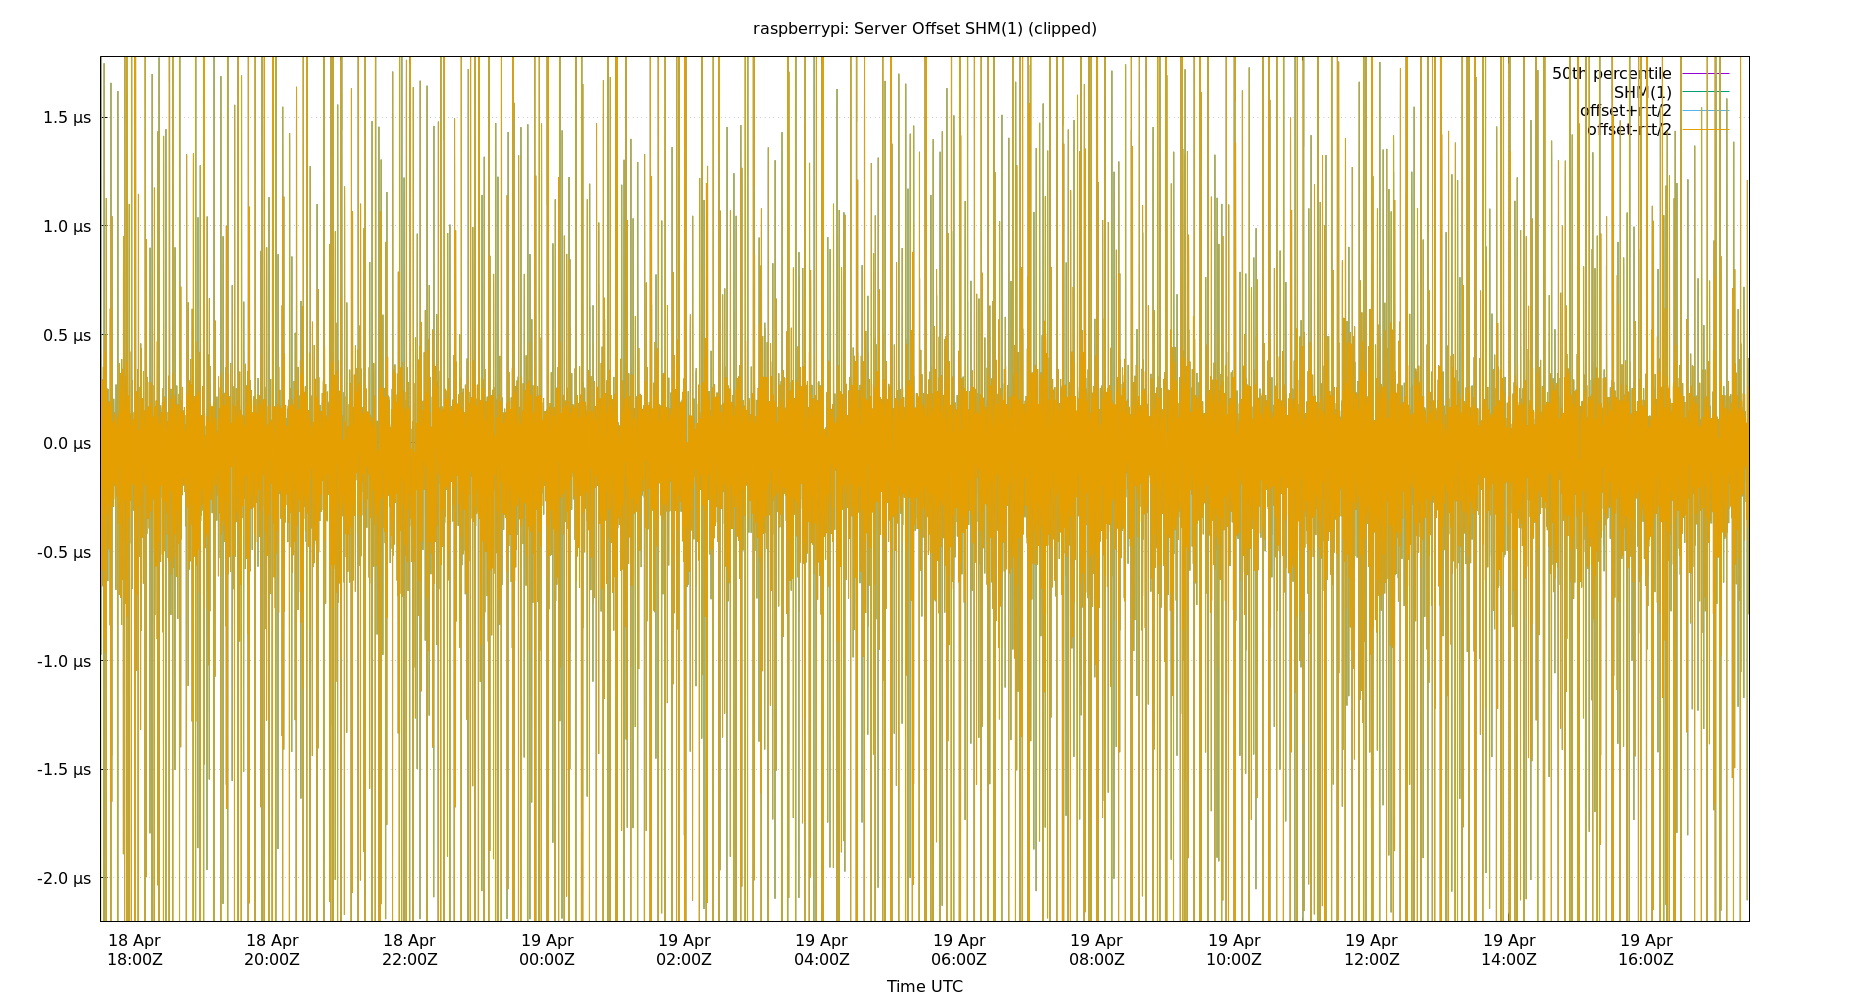 raspberrypi: Server Offset SHM(1) (clipped)
50th percentile
SHM(1)
offset+rtt/2
offset-rtt/2
1.5 µs
1.0 µs
0.5 µs
0.0 µs
-0.5 µs
-1.0 µs
-1.5 µs
-2.0 µs
18 Apr 18 Apr 18 Apr 19 Apr 19 Apr 19 Apr 19 Apr 19 Apr 19 Apr 19 Apr 19 Apr 19 Apr
18:00Z 20:00Z 22:00Z 00:00Z 02:00Z 04:00Z 06:00Z 08:00Z 10:00Z 12:00Z 14:00Z 16:00Z
Time UTC